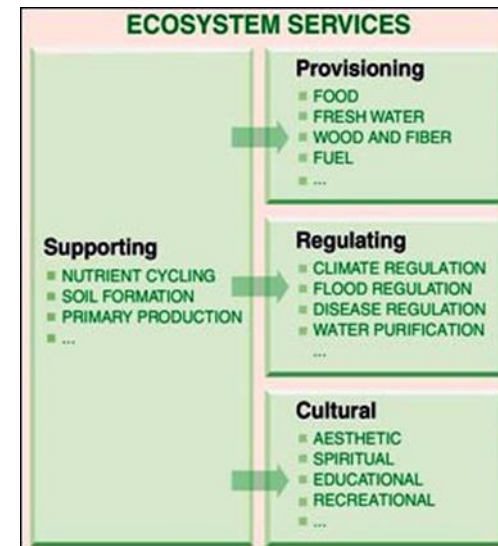 ECOSYSTEM SERVICES
Supporting
NUTRIENT CYCLING
SOIL FORMATION
PRIMARY PRODUCTION
...
Provisioning
FOOD
FRESH WATER
WOOD AND FIBER
FUEL
...
Regulating
CLIMATE REGULATION
FLOOD REGULATION
DISEASE REGULATION
WATER PURIFICATION
...
Cultural
AESTHETIC
SPIRITUAL
EDUCATIONAL
RECREATIONAL
...